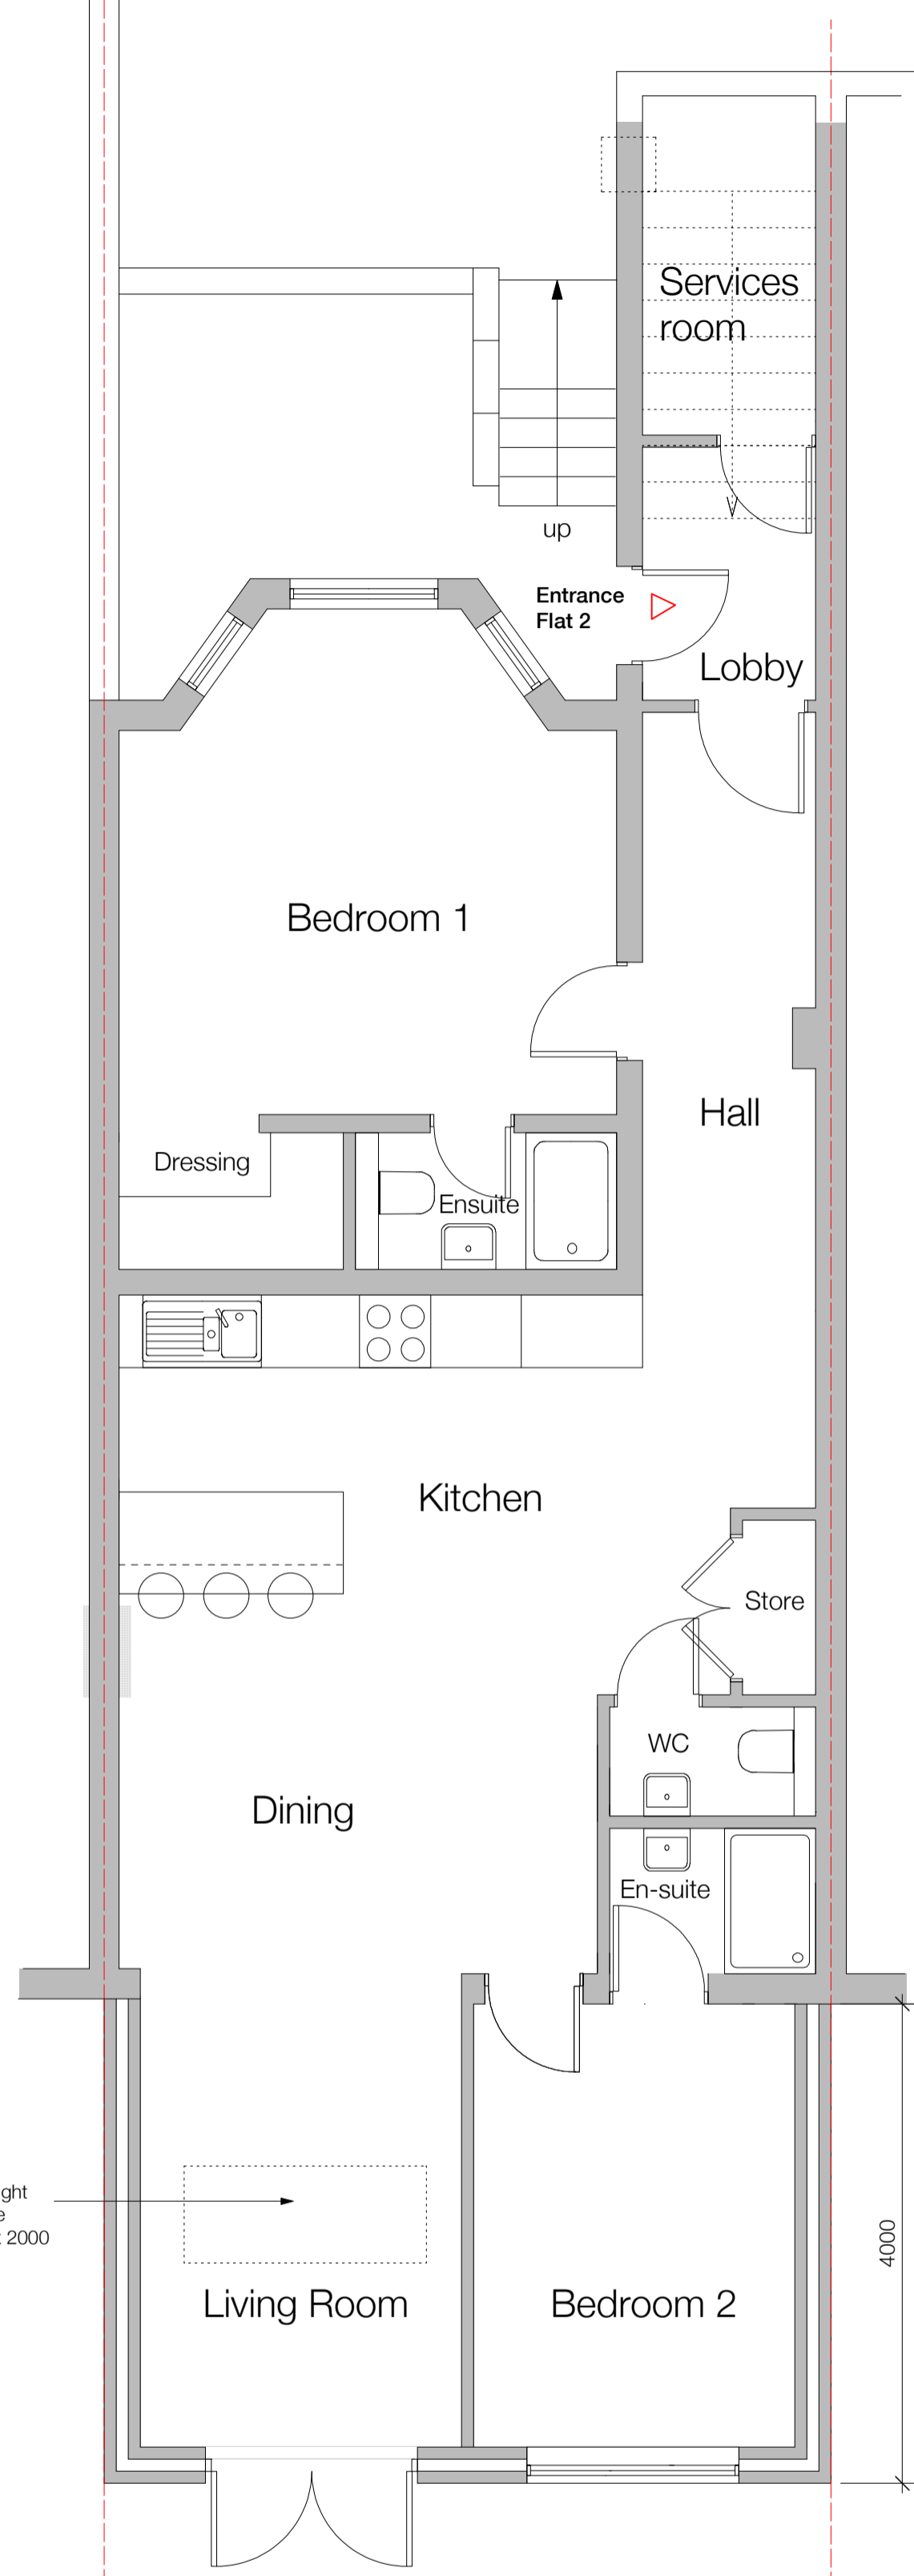 Services
room
up
Entrance
Flat 2
Lobby
Bedroom 1
Hall
Dressing
Ensuite
Kitchen
Store
WC
Dining
En-suite
2000
4000
Living Room
Bedroom 2